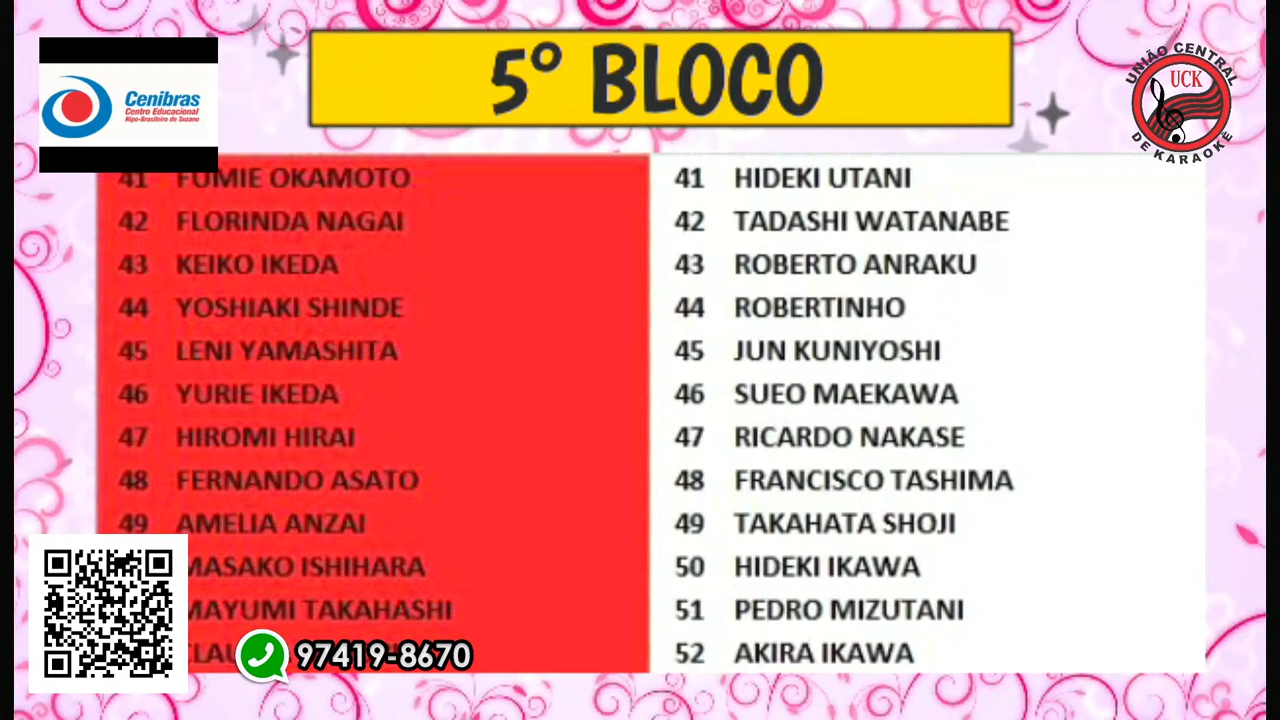 5º BLOCO
Cenibras
Centro Educacional
Nipo-Brasileiro de Suzano
UNIÃO CENTRAL
UCK
DE KARAOKÊ
41 FUMIE OKAMOTO
42 FLORINDA NAGAI
43 KEIKO IKEDA
44 YOSHIAKI SHINDE
45 LENI YAMASHITA
46 YURIE IKEDA
47 HIROMI HIRAI
48 FERNANDO ASATO
49 AMELIA ANZAI
MASAKO ISHIHARA
MAYUMI TAKAHASHI
41 HIDEKI UTANI
42 TADASHI WATANABE
43 ROBERTO ANRAKU
44 ROBERTINHO
45 JUN KUNIYOSHI
46 SUEO MAEKAWA
47 RICARDO NAKASE
48 FRANCISCO TASHIMA
49 TAKAHATA SHOJI
50 HIDEKI IKAWA
51 PEDRO MIZUTANI
52 AKIRA IKAWA
97419-8670